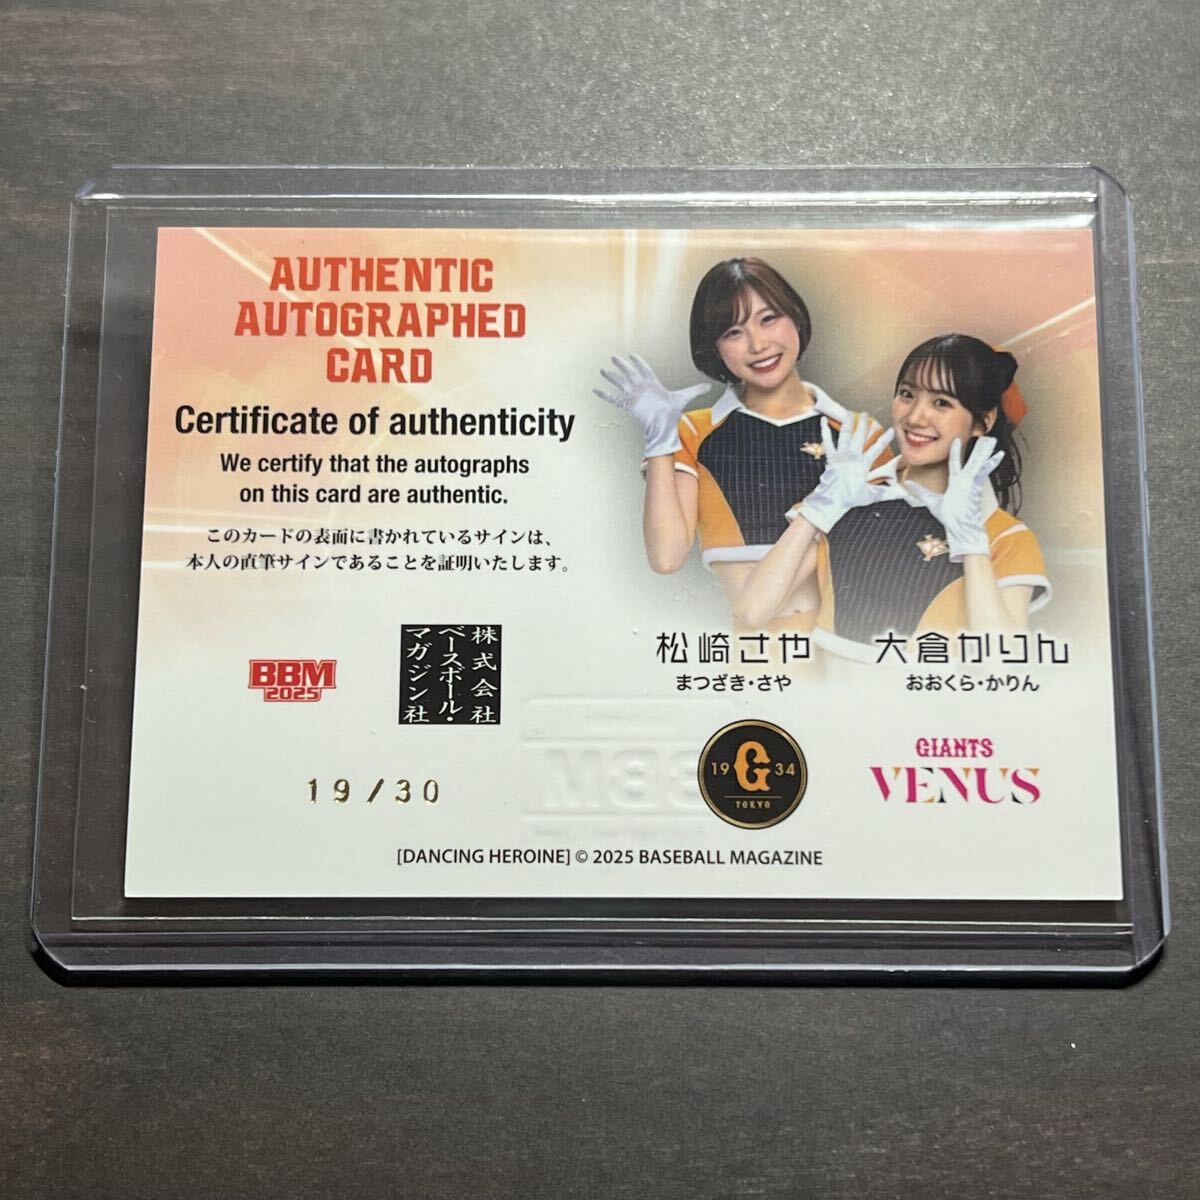 AUTHENTIC
AUTOGRAPHED
CARD
Certificate of authenticity
We certify that the autographs
on this card are authentic.
このカードの表面に書かれているサインは、
本人の直筆サインであることを証明いたします。
BBM
2025
株式会社
ベースボール・
マガジン社
19/30
松崎さや
まつざき・さや
大倉かりん
おおくら・かりん
19 G 34
TOKYO
GIANTS
VENUS
[DANCING HEROINE] © 2025 BASEBALL MAGAZINE